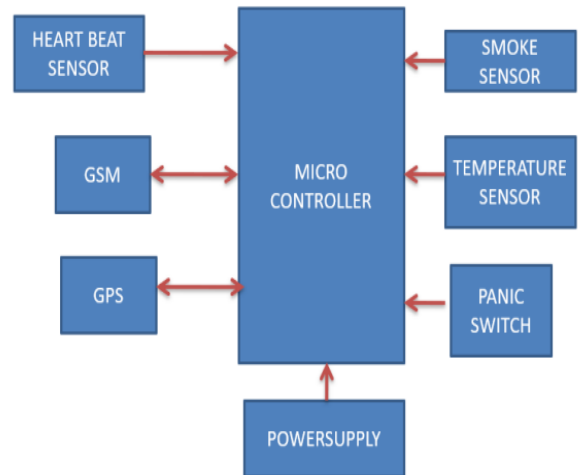 HEART BEAT
SENSOR
SMOKE
SENSOR
GSM
MICRO
CONTROLLER
TEMPERATURE
SENSOR
GPS
PANIC
SWITCH
POWERSUPPLY